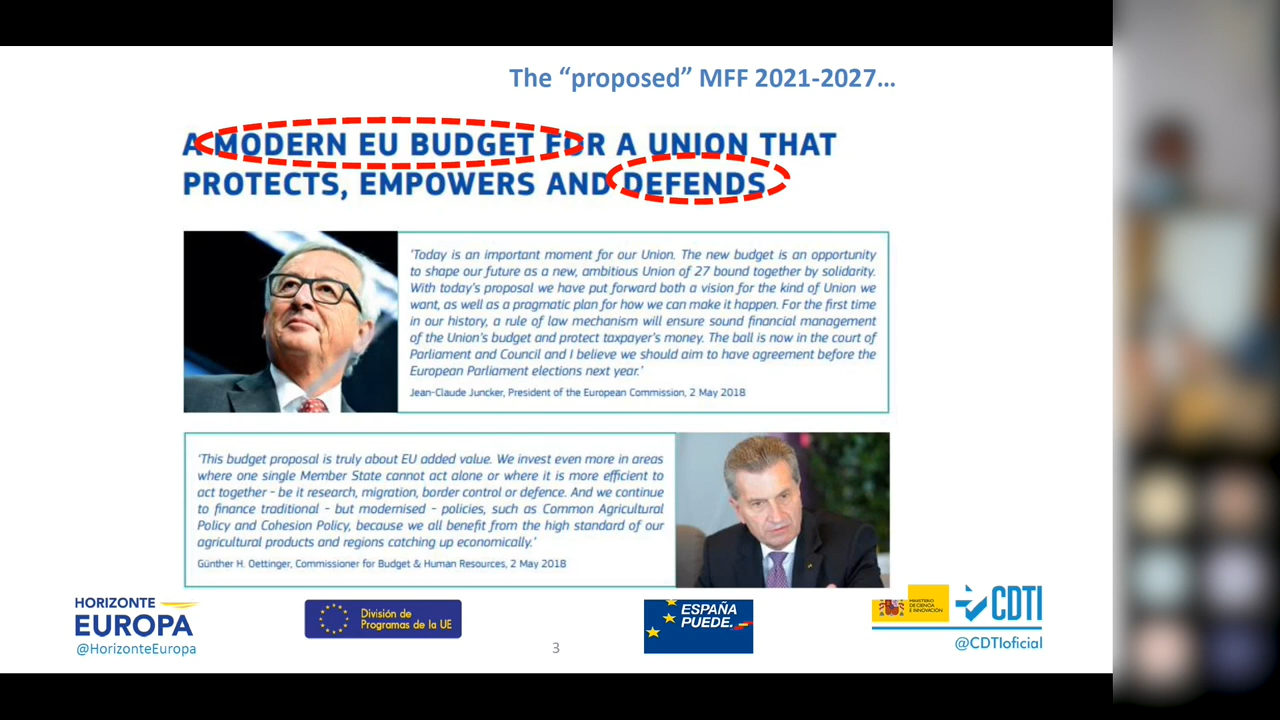 The “proposed” MFF 2021-2027…
A MODERN EU BUDGET FOR A UNION THAT
PROTECTS, EMPOWERS AND DEFENDS
'Today is an important moment for our Union. The new budget is an opportunity
to shape our future as a new, ambitious Union of 27 bound together by solidarity.
With today's proposal we have put forward both a vision for the kind of Union we
want, as well as a pragmatic plan for how we can make it happen. For the first time
in our history, a rule of law mechanism will ensure sound financial management
of the Union's budget and protect taxpayer's money. The ball is now in the court of
Parliament and Council and I believe we should aim to have agreement before the
European Parliament elections next year.'
Jean-Claude Juncker, President of the European Commission, 2 May 2018
'This budget proposal is truly about EU added value. We invest even more in areas
where one single Member State cannot act alone or where it is more efficient to
act together - be it research, migration, border control or defence. And we continue
to finance traditional - but modernised - policies, such as Common Agricultural
Policy and Cohesion Policy, because we all benefit from the high standard of our
agricultural products and regions catching up economically.'
Günther H. Oettinger, Commissioner for Budget & Human Resources, 2 May 2018
HORIZONTE
EUROPA
@HorizonteEuropa
División de
Programas de la UE
3
ESPAÑA
PUEDE.
MINISTERIO
DE CIENCIA
E INNOVACIÓN
CDTI
@CDTIoficial